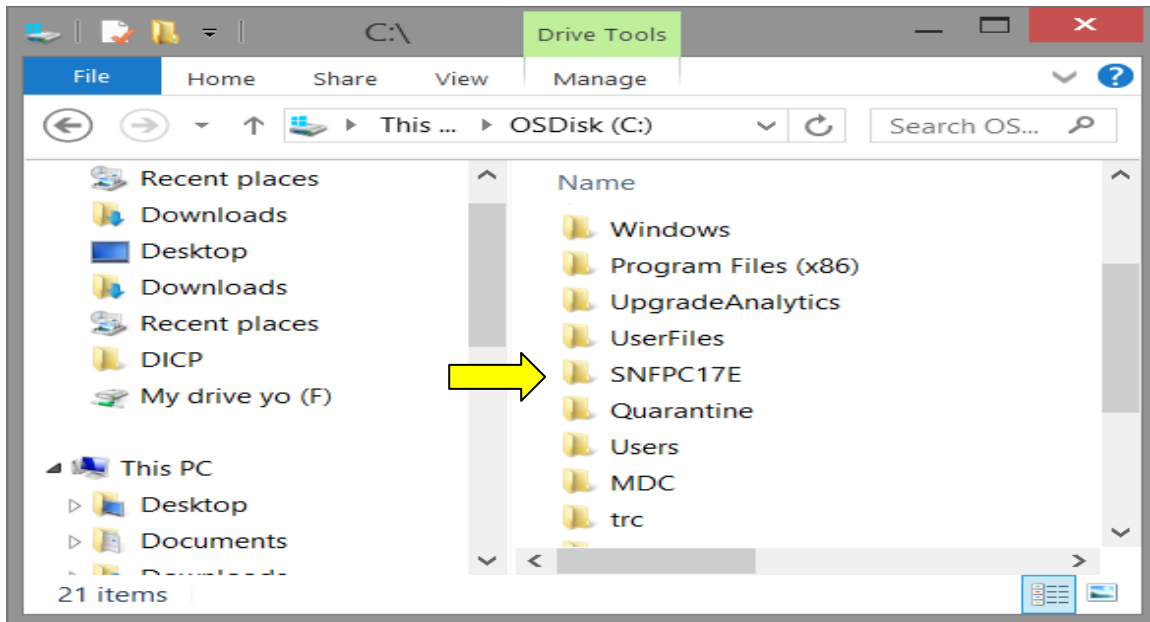 C:\
Drive Tools
File Home Share View Manage
This ... OSDisk (C:) Search OS...
Recent places
Downloads
Desktop
Downloads
Recent places
DICP
My drive yo (F)
This PC
Desktop
Documents
Name
Windows
Program Files (x86)
UpgradeAnalytics
UserFiles
SNFPC17E
Quarantine
Users
MDC
trc
21 items